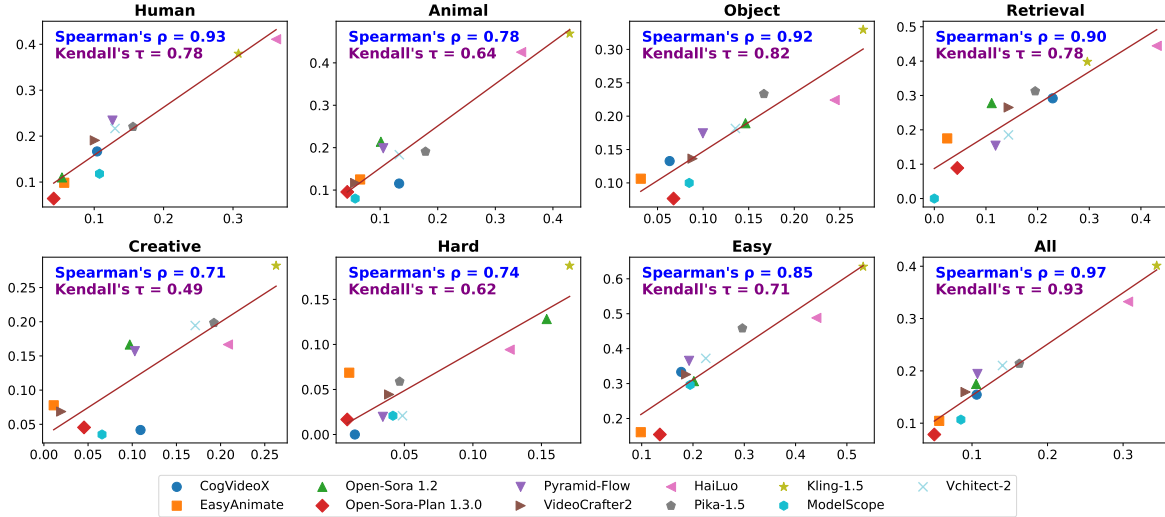 Human
Spearman's ρ = 0.93
Kendall's τ = 0.78
0.4
0.3
0.2
0.1
0.1 0.3
Animal
Spearman's ρ = 0.78
Kendall's τ = 0.64
0.4
0.3
0.2
0.1
0.1 0.2 0.3 0.4
Object
Spearman's ρ = 0.92
Kendall's τ = 0.82
0.30
0.25
0.20
0.15
0.10
0.05 0.10 0.15 0.20 0.25
Retrieval
Spearman's ρ = 0.90
Kendall's τ = 0.78
0.5
0.4
0.3
0.2
0.1
0.0
0.0 0.1 0.2 0.3 0.4
Creative
Spearman's ρ = 0.71
Kendall's τ = 0.49
0.25
0.20
0.15
0.10
0.05
0.00 0.05 0.10 0.15 0.20 0.25
Hard
Spearman's ρ = 0.74
Kendall's τ = 0.62
0.15
0.10
0.05
0.00
0.00 0.05 0.10 0.15
Easy
Spearman's ρ = 0.85
Kendall's τ = 0.71
0.6
0.5
0.4
0.3
0.2
0.1 0.2 0.3 0.4 0.5
All
Spearman's ρ = 0.97
Kendall's τ = 0.93
0.4
0.3
0.2
0.1
0.1 0.2 0.3
CogVideoX Open-Sora 1.2 Pyramid-Flow HaiLuo Kling-1.5 Vchitect-2
EasyAnimate Open-Sora-Plan 1.3.0 VideoCrafter2 Pika-1.5 ModelScope